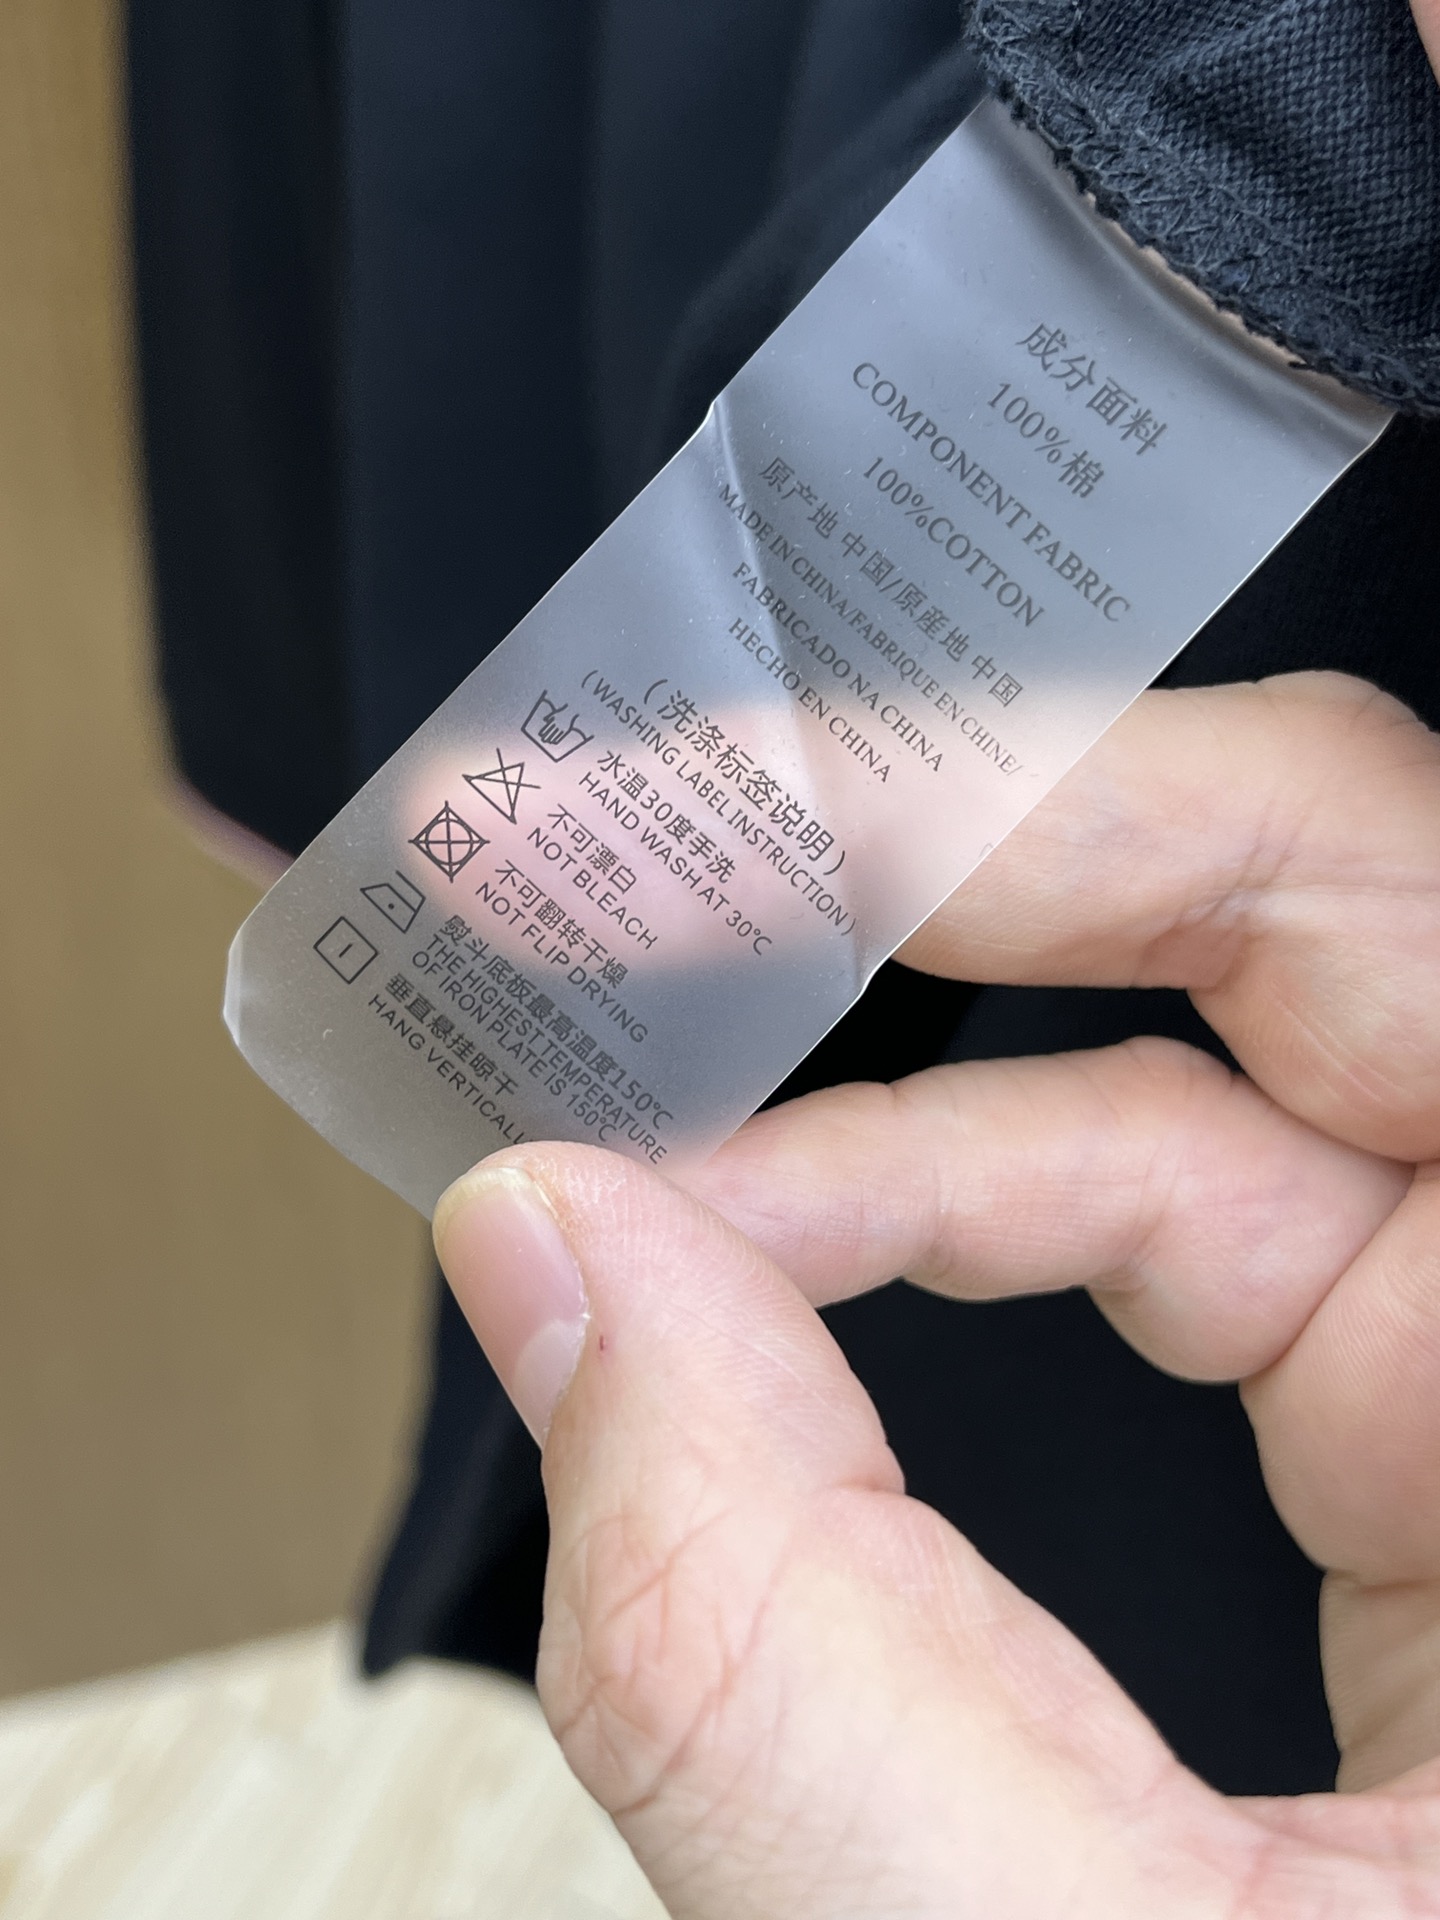 成分面料
100%棉
COMPONENT FABRIC
100%COTTON
原产地 中国/原産地 中国
MADE IN CHINA/FABRIQUE EN CHINE/
FABRICADO NA CHINA
HECHO EN CHINA
(洗涤标签说明)
(WASHING LABEL INSTRUCTION)
水温30度手洗
HAND WASH AT 30℃
不可漂白
NOT BLEACH
不可翻转干燥
NOT FLIP DRYING
熨斗底板最高温度150℃
THE HIGHEST TEMPERATURE
OF IRON PLATE IS 150℃
垂直悬挂晾干
HANG VERTICALLY